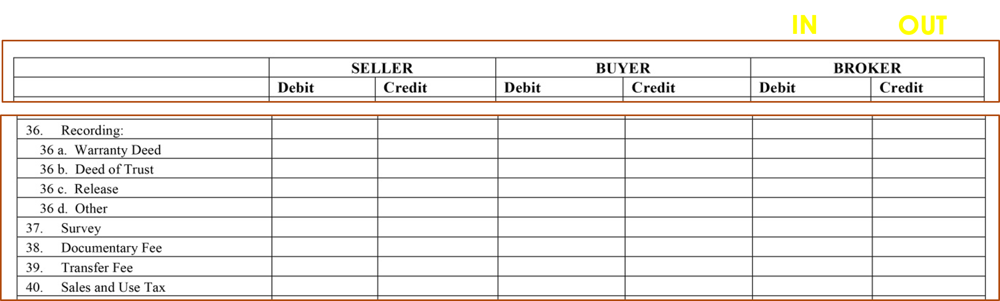 IN OUT
SELLER BUYER BROKER
Debit Credit Debit Credit Debit Credit
36. Recording:
36 a. Warranty Deed
36 b. Deed of Trust
36 c. Release
36 d. Other
37. Survey
38. Documentary Fee
39. Transfer Fee
40. Sales and Use Tax